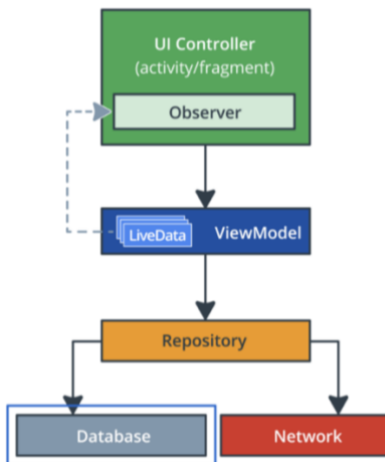 UI Controller
(activity/fragment)
Observer
LiveData
ViewModel
Repository
Database
Network